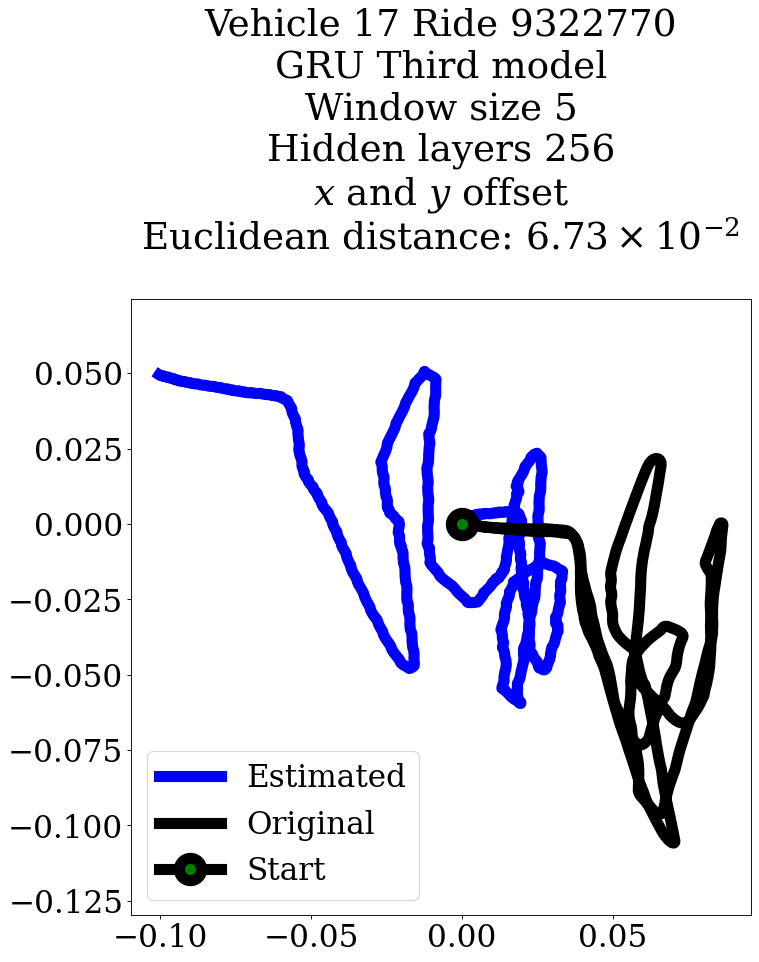 Vehicle 17 Ride 9322770
GRU Third model
Window size 5
Hidden layers 256
x and y offset
Euclidean distance: 6.73 × 10⁻²
0.050
0.025
0.000
−0.025
−0.050
−0.075
−0.100
−0.125
Estimated
Original
Start
−0.10 −0.05 0.00 0.05